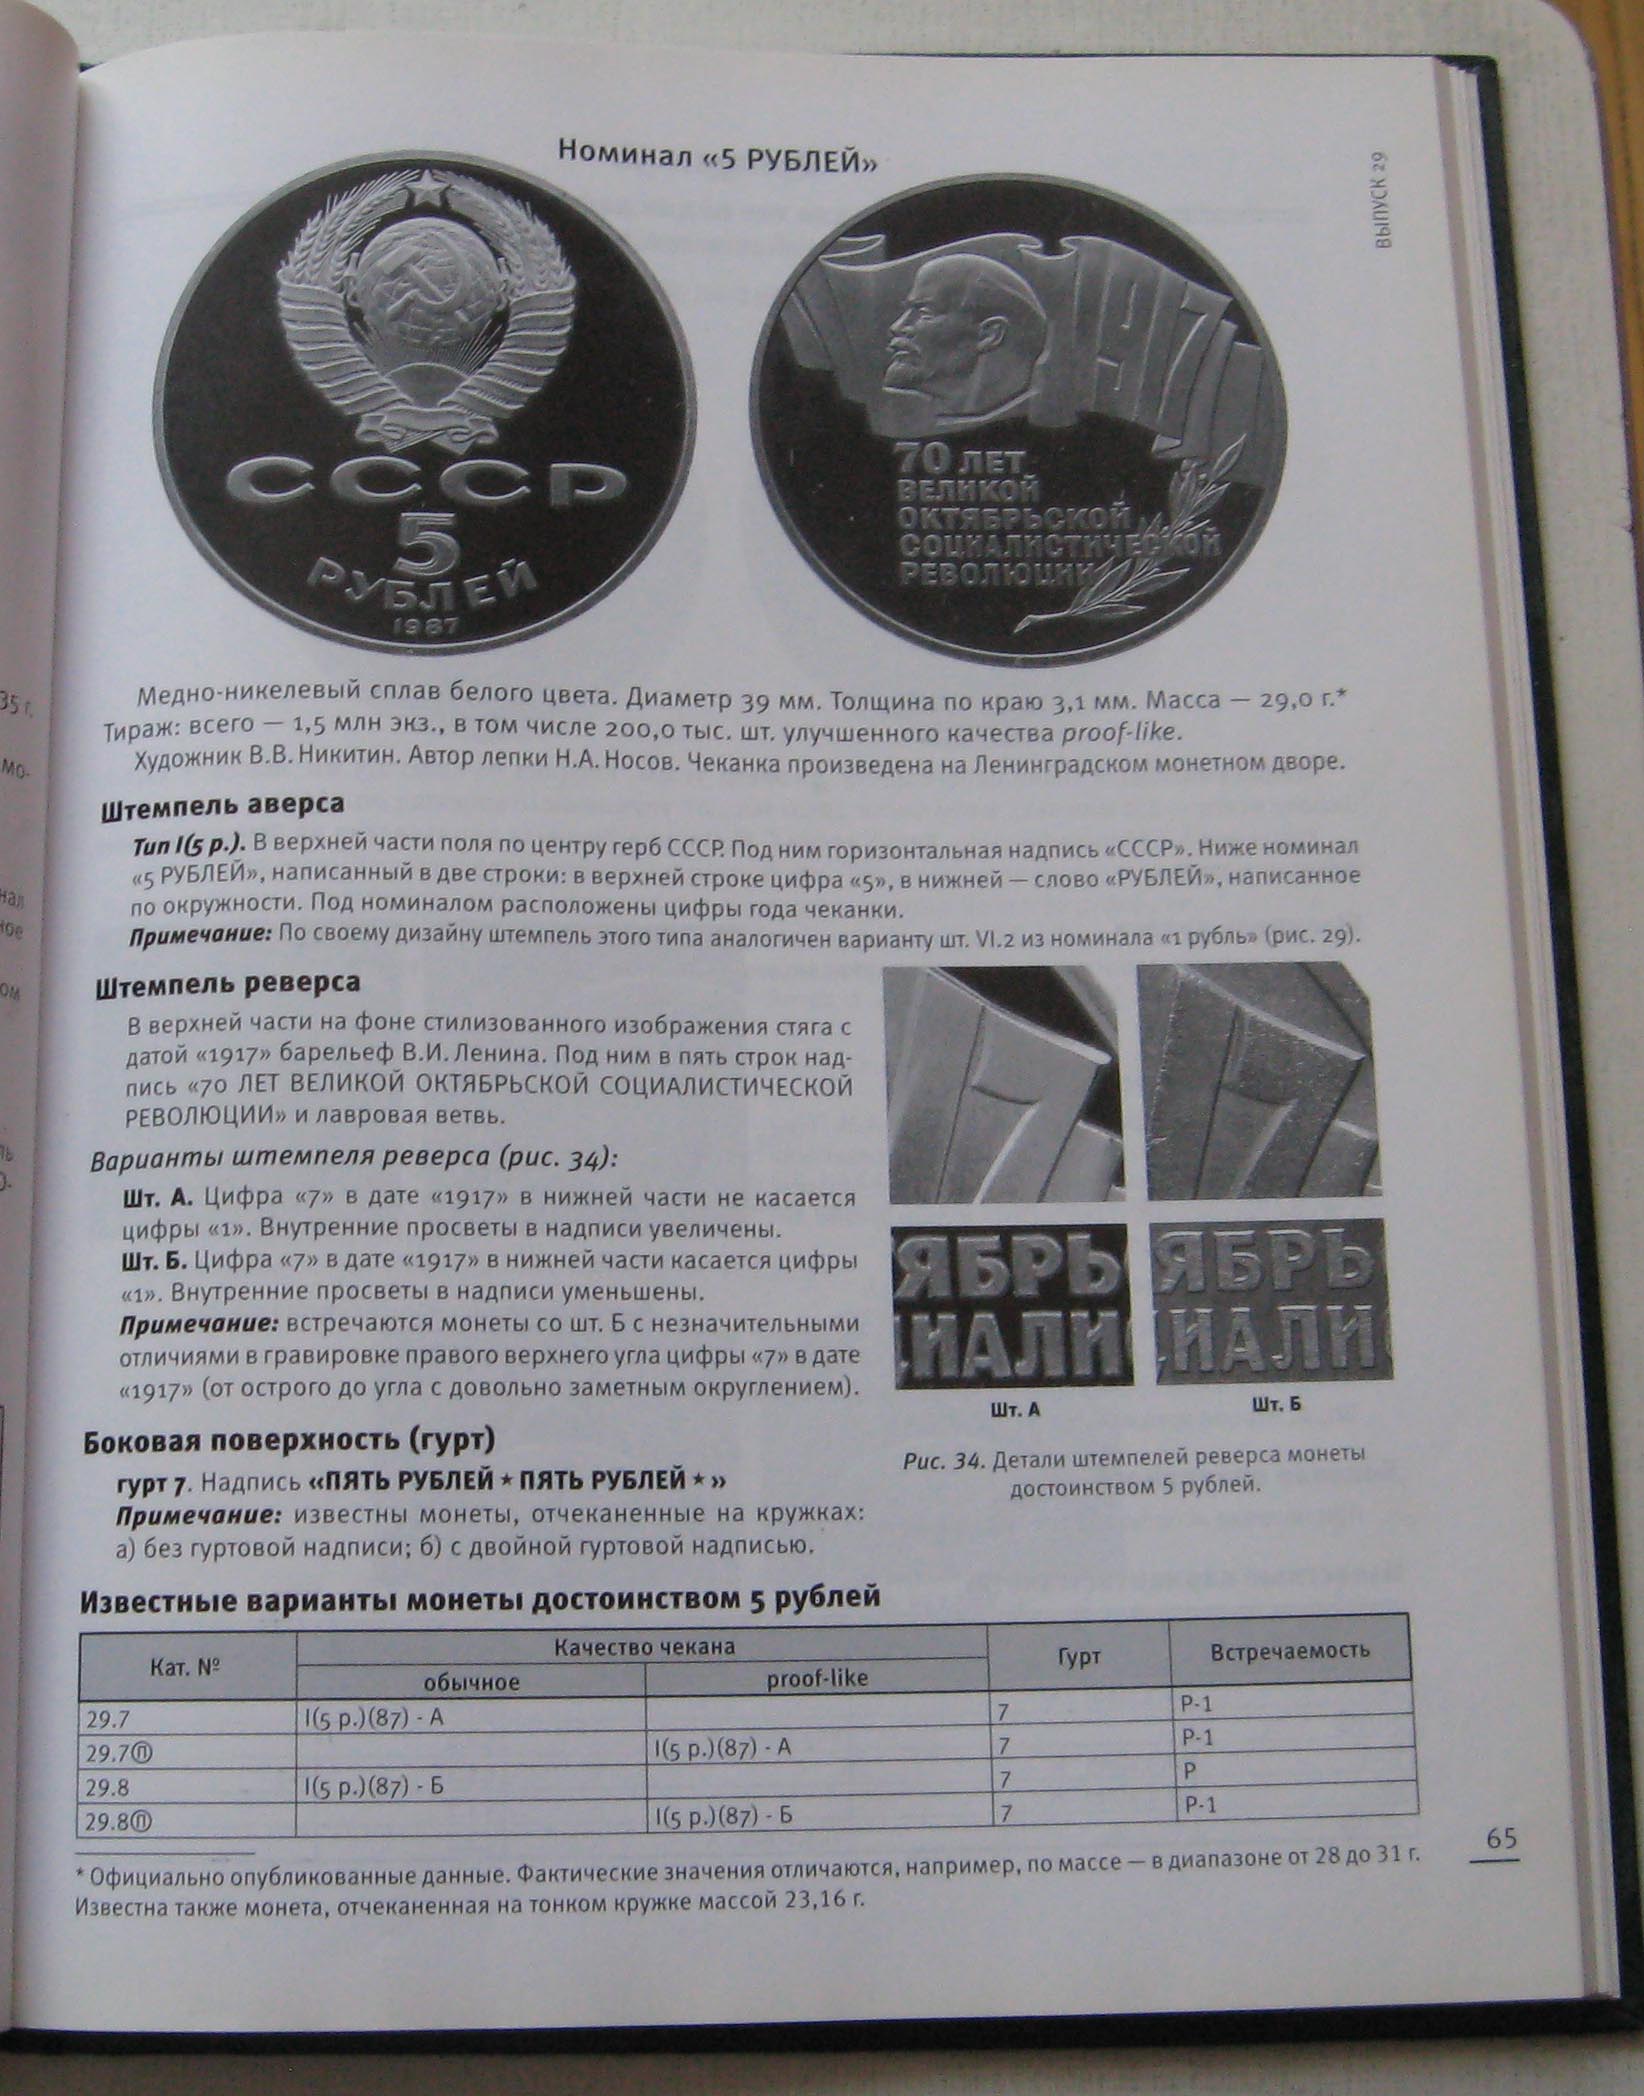 Номинал «5 РУБЛЕЙ»
ВЫПУСК 29
СССР
5
РУБЛЕЙ
1987
1917
70 ЛЕТ
ВЕЛИКОЙ
ОКТЯБРЬСКОЙ
СОЦИАЛИСТИЧЕСКОЙ
РЕВОЛЮЦИИ
Медно-никелевый сплав белого цвета. Диаметр 39 мм. Толщина по краю 3,1 мм. Масса — 29,0 г.*
Тираж: всего — 1,5 млн экз., в том числе 200,0 тыс. шт. улучшенного качества proof-like.
Художник В.В. Никитин. Автор лепки Н.А. Носов. Чеканка произведена на Ленинградском монетном дворе.
Штемпель аверса
Тип I(5 р.). В верхней части поля по центру герб СССР. Под ним горизонтальная надпись «СССР». Ниже номинал
«5 РУБЛЕЙ», написанный в две строки: в верхней строке цифра «5», в нижней — слово «РУБЛЕЙ», написанное
по окружности. Под номиналом расположены цифры года чеканки.
Примечание: По своему дизайну штемпель этого типа аналогичен варианту шт. VI.2 из номинала «1 рубль» (рис. 29).
Штемпель реверса
В верхней части на фоне стилизованного изображения стяга с
датой «1917» барельеф В.И. Ленина. Под ним в пять строк над-
пись «70 ЛЕТ ВЕЛИКОЙ ОКТЯБРЬСКОЙ СОЦИАЛИСТИЧЕСКОЙ
РЕВОЛЮЦИИ» и лавровая ветвь.
Варианты штемпеля реверса (рис. 34):
Шт. А. Цифра «7» в дате «1917» в нижней части не касается
цифры «1». Внутренние просветы в надписи увеличены.
Шт. Б. Цифра «7» в дате «1917» в нижней части касается цифры
«1». Внутренние просветы в надписи уменьшены.
Примечание: встречаются монеты со шт. Б с незначительными
отличиями в гравировке правого верхнего угла цифры «7» в дате
«1917» (от острого до угла с довольно заметным округлением).
ЯБРЬ
ИАЛИ
ЯБРЬ
ИАЛИ
Шт. А
Шт. Б
Рис. 34. Детали штемпелей реверса монеты
достоинством 5 рублей.
Боковая поверхность (гурт)
гурт 7. Надпись «ПЯТЬ РУБЛЕЙ ★ ПЯТЬ РУБЛЕЙ ★»
Примечание: известны монеты, отчеканенные на кружках:
а) без гуртовой надписи; б) с двойной гуртовой надписью.
Известные варианты монеты достоинством 5 рублей
Кат. № Качество чекана Гурт Встречаемость
обычное proof-like
29.7 I(5 р.)(87) - А 7 Р-1
29.7Ⓟ I(5 р.)(87) - А 7 Р-1
29.8 I(5 р.)(87) - Б 7 Р
29.8Ⓟ I(5 р.)(87) - Б 7 Р-1
* Официально опубликованные данные. Фактические значения отличаются, например, по массе — в диапазоне от 28 до 31 г.
Известна также монета, отчеканенная на тонком кружке массой 23,16 г.
65